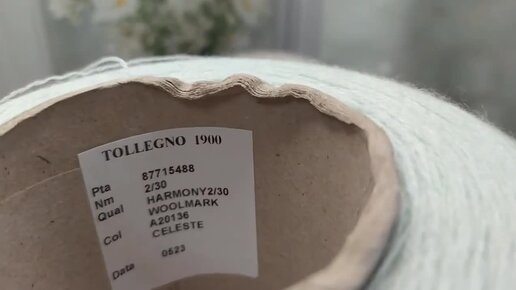 TOLLEGNO 1900
Pta 87715488
Nm 2/30
Qual HARMONY2/30
WOOLMARK
Col A20136
CELESTE
Data 0523